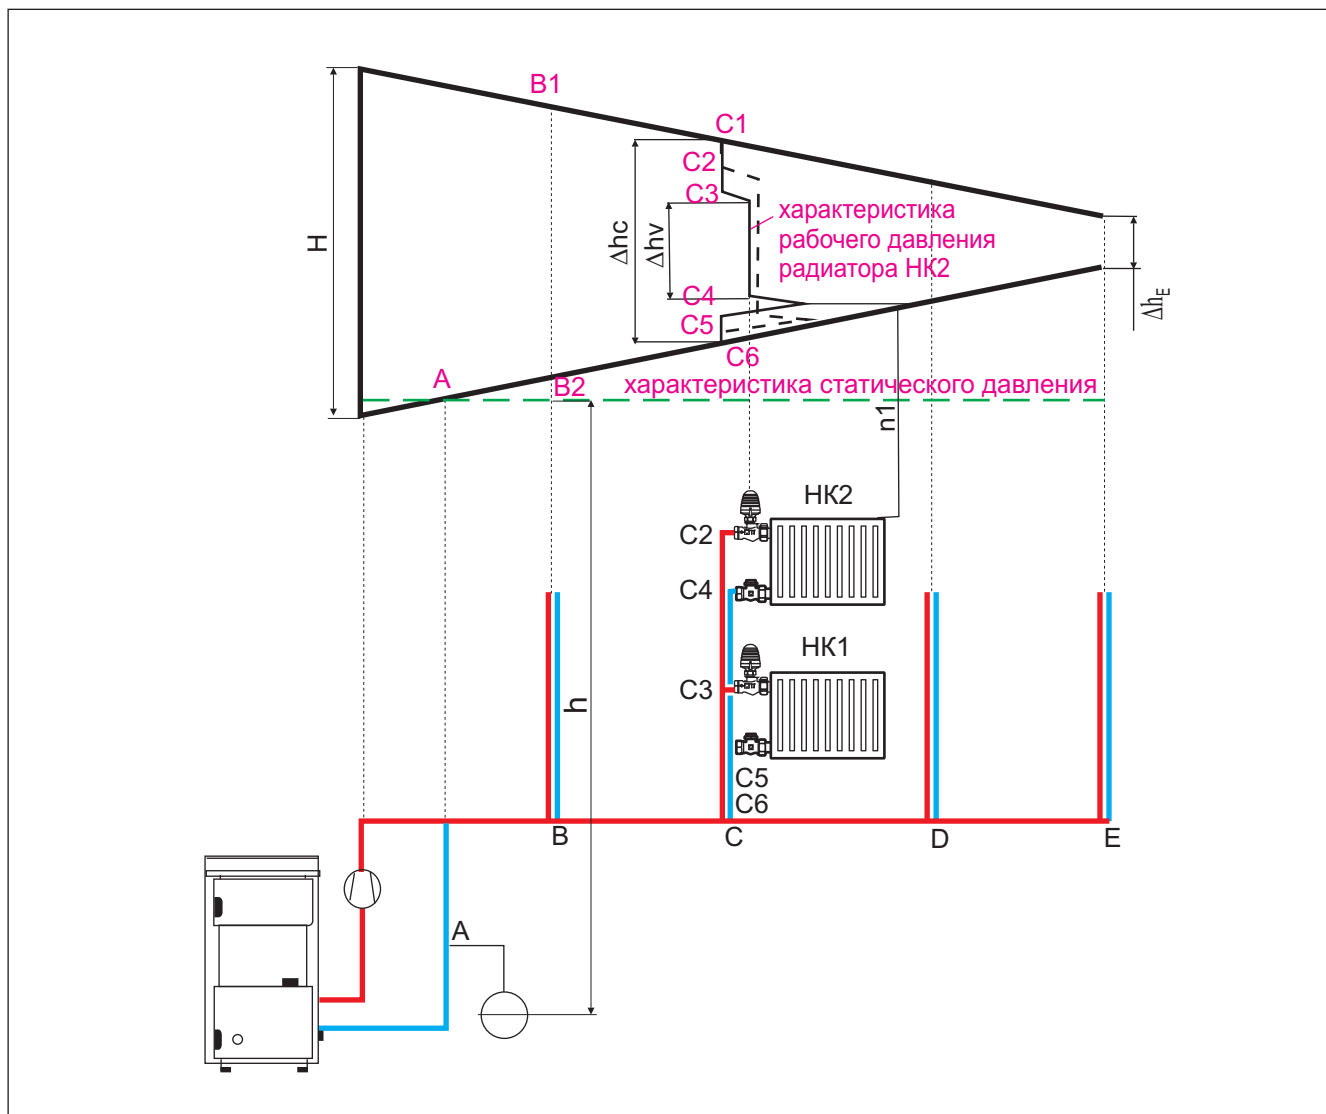 B1
C1
C2
C3
характеристика
рабочего давления
радиатора НК2
H
Δhc
Δhv
C4
C5
C6
Δh_E
A
B2
характеристика статического давления
n1
НК2
C2
C4
НК1
C3
h
C5
C6
B
C
D
E
A